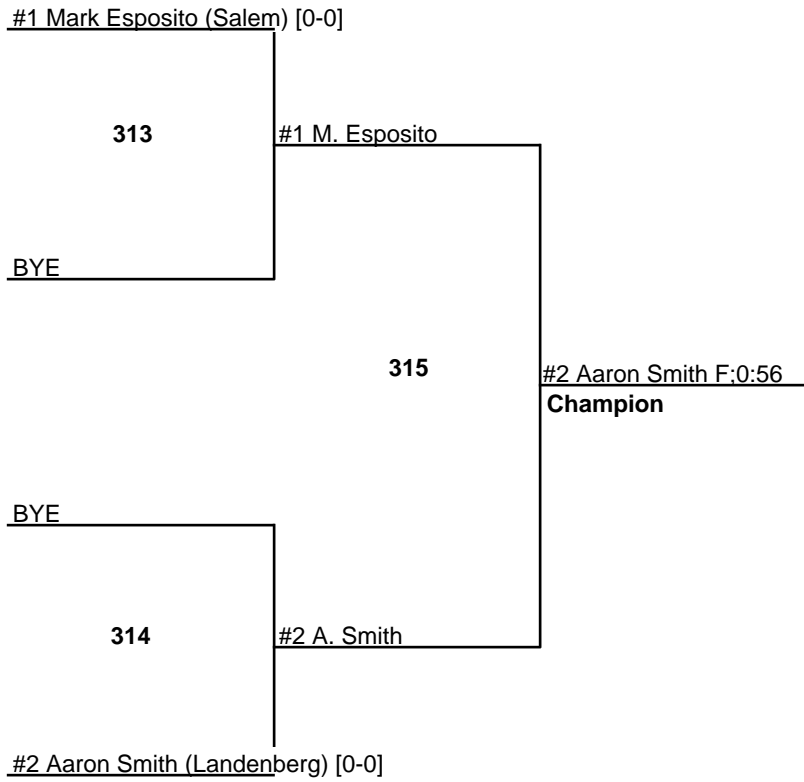 #1 Mark Esposito (Salem) [0-0]
313
#1 M. Esposito
BYE
315
#2 Aaron Smith F;0:56
Champion
BYE
314
#2 A. Smith
#2 Aaron Smith (Landenberg) [0-0]